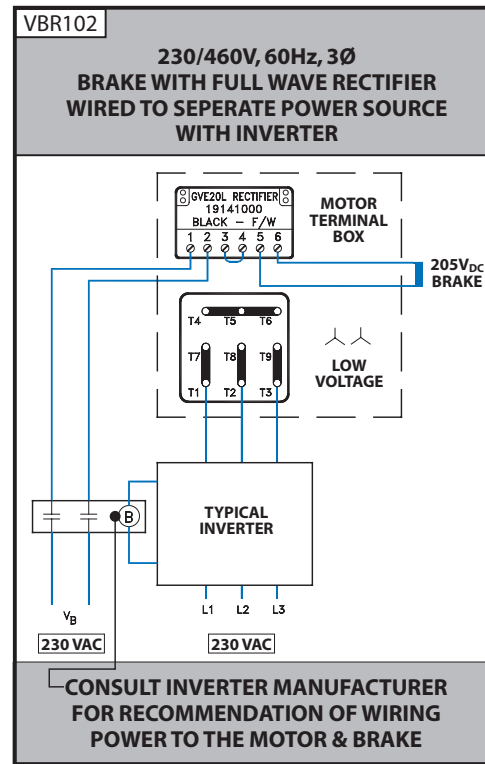 VBR102
230/460V, 60Hz, 3Ø
BRAKE WITH FULL WAVE RECTIFIER
WIRED TO SEPERATE POWER SOURCE
WITH INVERTER
GVE20L RECTIFIER
19141000
BLACK - F/W
1 2 3 4 5 6
MOTOR
TERMINAL
BOX
205VDC
BRAKE
T4 T5 T6
T7 T8 T9
T1 T2 T3
LOW
VOLTAGE
B
TYPICAL
INVERTER
L1 L2 L3
VB
230 VAC
230 VAC
CONSULT INVERTER MANUFACTURER
FOR RECOMMENDATION OF WIRING
POWER TO THE MOTOR & BRAKE